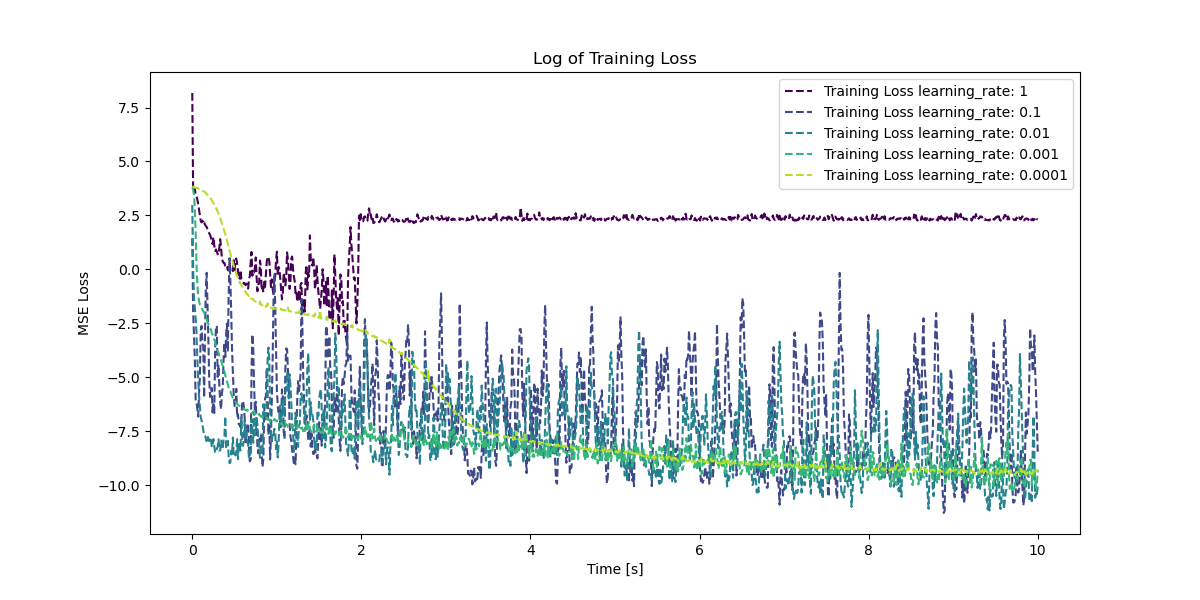 Log of Training Loss
Training Loss learning_rate: 1
Training Loss learning_rate: 0.1
Training Loss learning_rate: 0.01
Training Loss learning_rate: 0.001
Training Loss learning_rate: 0.0001
MSE Loss
7.5
5.0
2.5
0.0
−2.5
−5.0
−7.5
−10.0
0 2 4 6 8 10
Time [s]